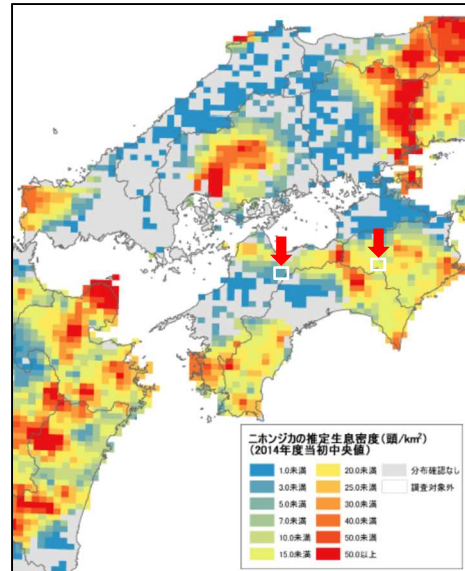 ニホンジカの推定生息密度(頭/km²)
(2014年度当初中央値)
1.0未満 20.0未満 分布確認なし
3.0未満 25.0未満 調査対象外
5.0未満 30.0未満
7.0未満 40.0未満
10.0未満 50.0未満
15.0未満 50.0以上